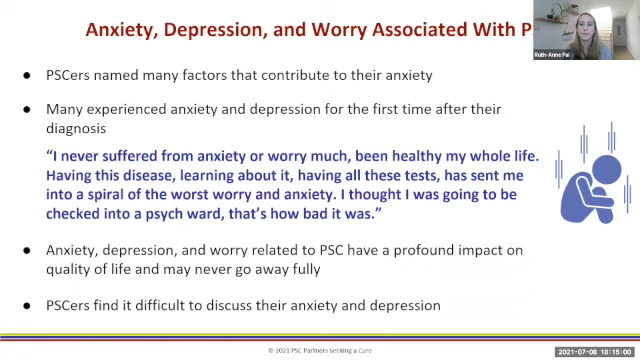 Anxiety, Depression, and Worry Associated With P
Ruth-Anne Pai
● PSCers named many factors that contribute to their anxiety
● Many experienced anxiety and depression for the first time after their
diagnosis
“I never suffered from anxiety or worry much, been healthy my whole life.
Having this disease, learning about it, having all these tests, has sent me
into a spiral of the worst worry and anxiety. I thought I was going to be
checked into a psych ward, that’s how bad it was.”
● Anxiety, depression, and worry related to PSC have a profound impact on
quality of life and may never go away fully
● PSCers find it difficult to discuss their anxiety and depression
© 2021 PSC Partners Seeking a Cure
2021-07-08 18:15:00